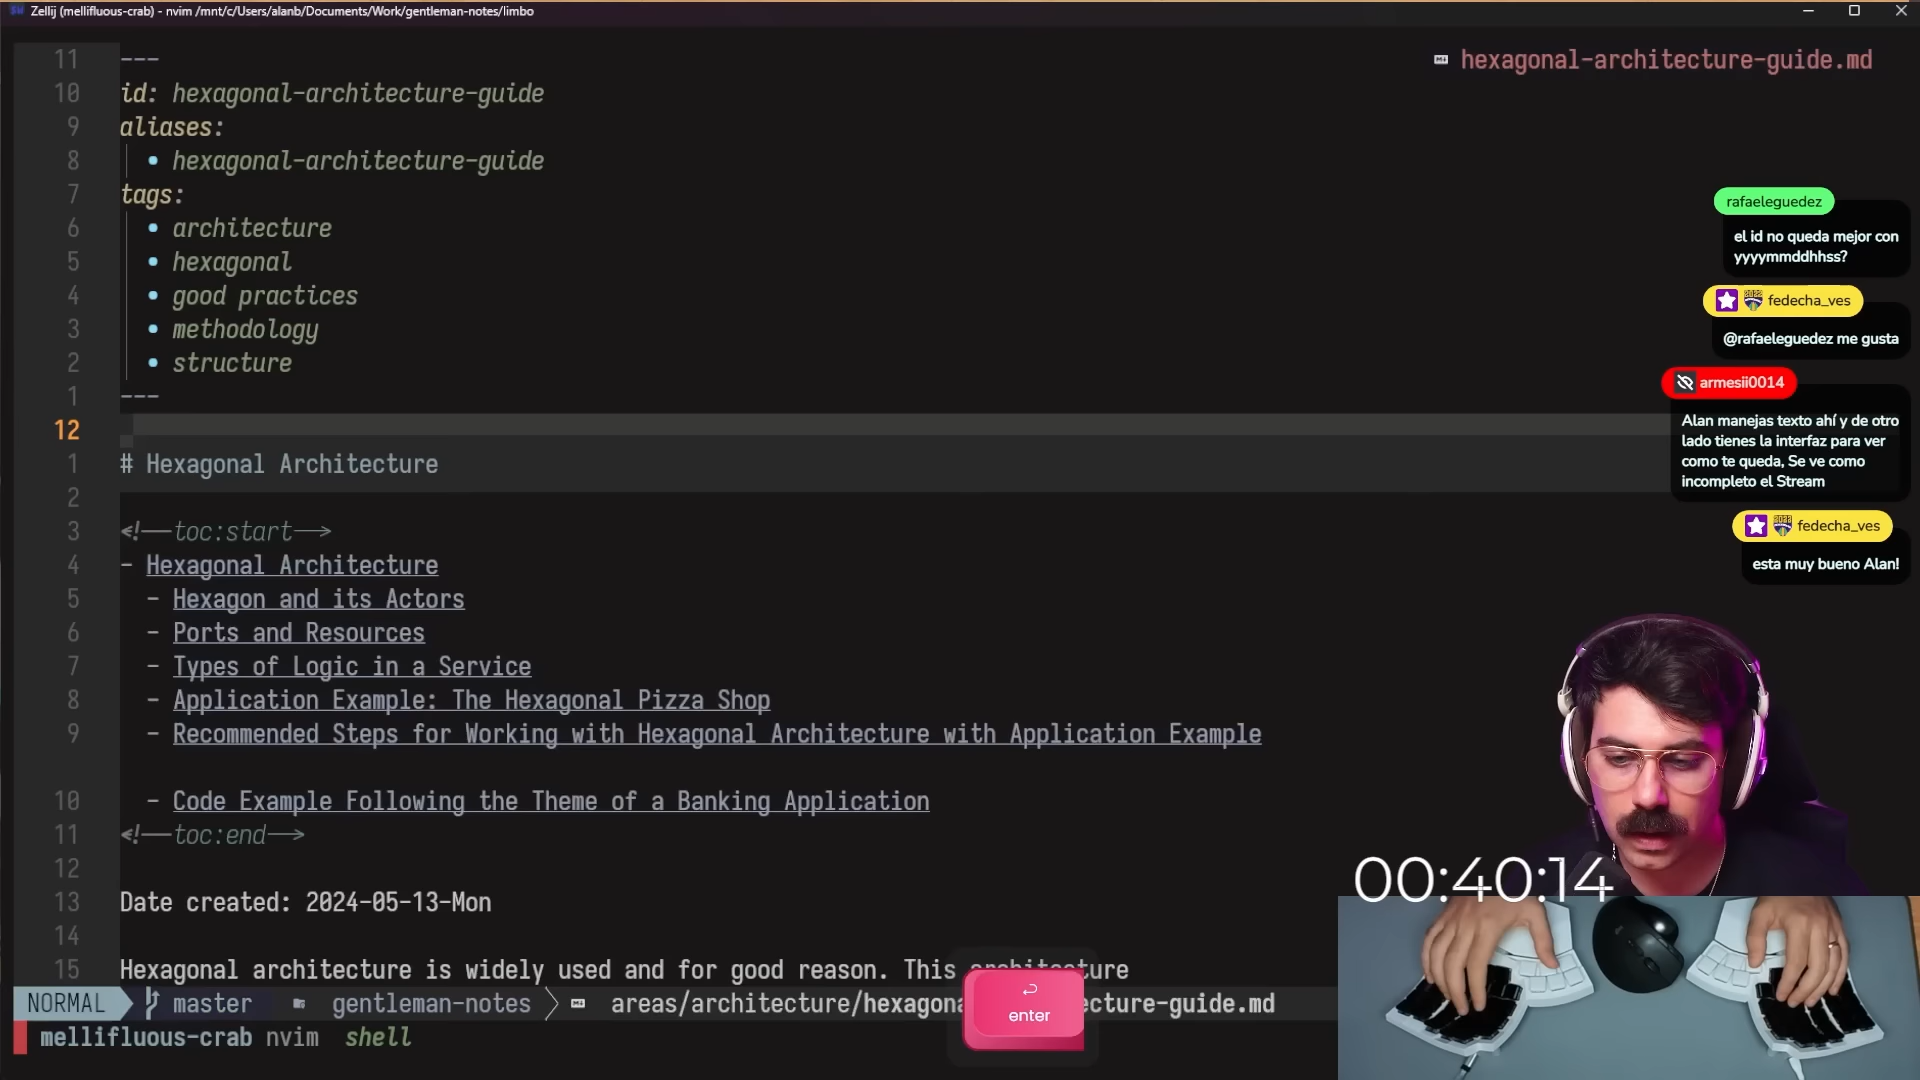 Zellij (mellifluous-crab) - nvim /mnt/c/Users/alanb/Documents/Work/gentleman-notes/limbo
hexagonal-architecture-guide.md
11 ---
10 id: hexagonal-architecture-guide
9 aliases:
8 • hexagonal-architecture-guide
7 tags:
6 • architecture
5 • hexagonal
4 • good practices
3 • methodology
2 • structure
1 ---
12
1 # Hexagonal Architecture
2
3 <!--toc:start-->
4 - Hexagonal Architecture
5 - Hexagon and its Actors
6 - Ports and Resources
7 - Types of Logic in a Service
8 - Application Example: The Hexagonal Pizza Shop
9 - Recommended Steps for Working with Hexagonal Architecture with Application Example
10 - Code Example Following the Theme of a Banking Application
11 <!--toc:end-->
12
13 Date created: 2024-05-13-Mon
14
15 Hexagonal architecture is widely used and for good reason. This architecture
NORMAL master gentleman-notes areas/architecture/hexagonal-architecture-guide.md
mellifluous-crab nvim shell
enter
rafaeleguedez
el id no queda mejor con
yyyymmddhhss?
fedecha_ves
@rafaeleguedez me gusta
armesii0014
Alan manejas texto ahí y de otro
lado tienes la interfaz para ver
como te queda, Se ve como
incompleto el Stream
fedecha_ves
esta muy bueno Alan!
00:40:14